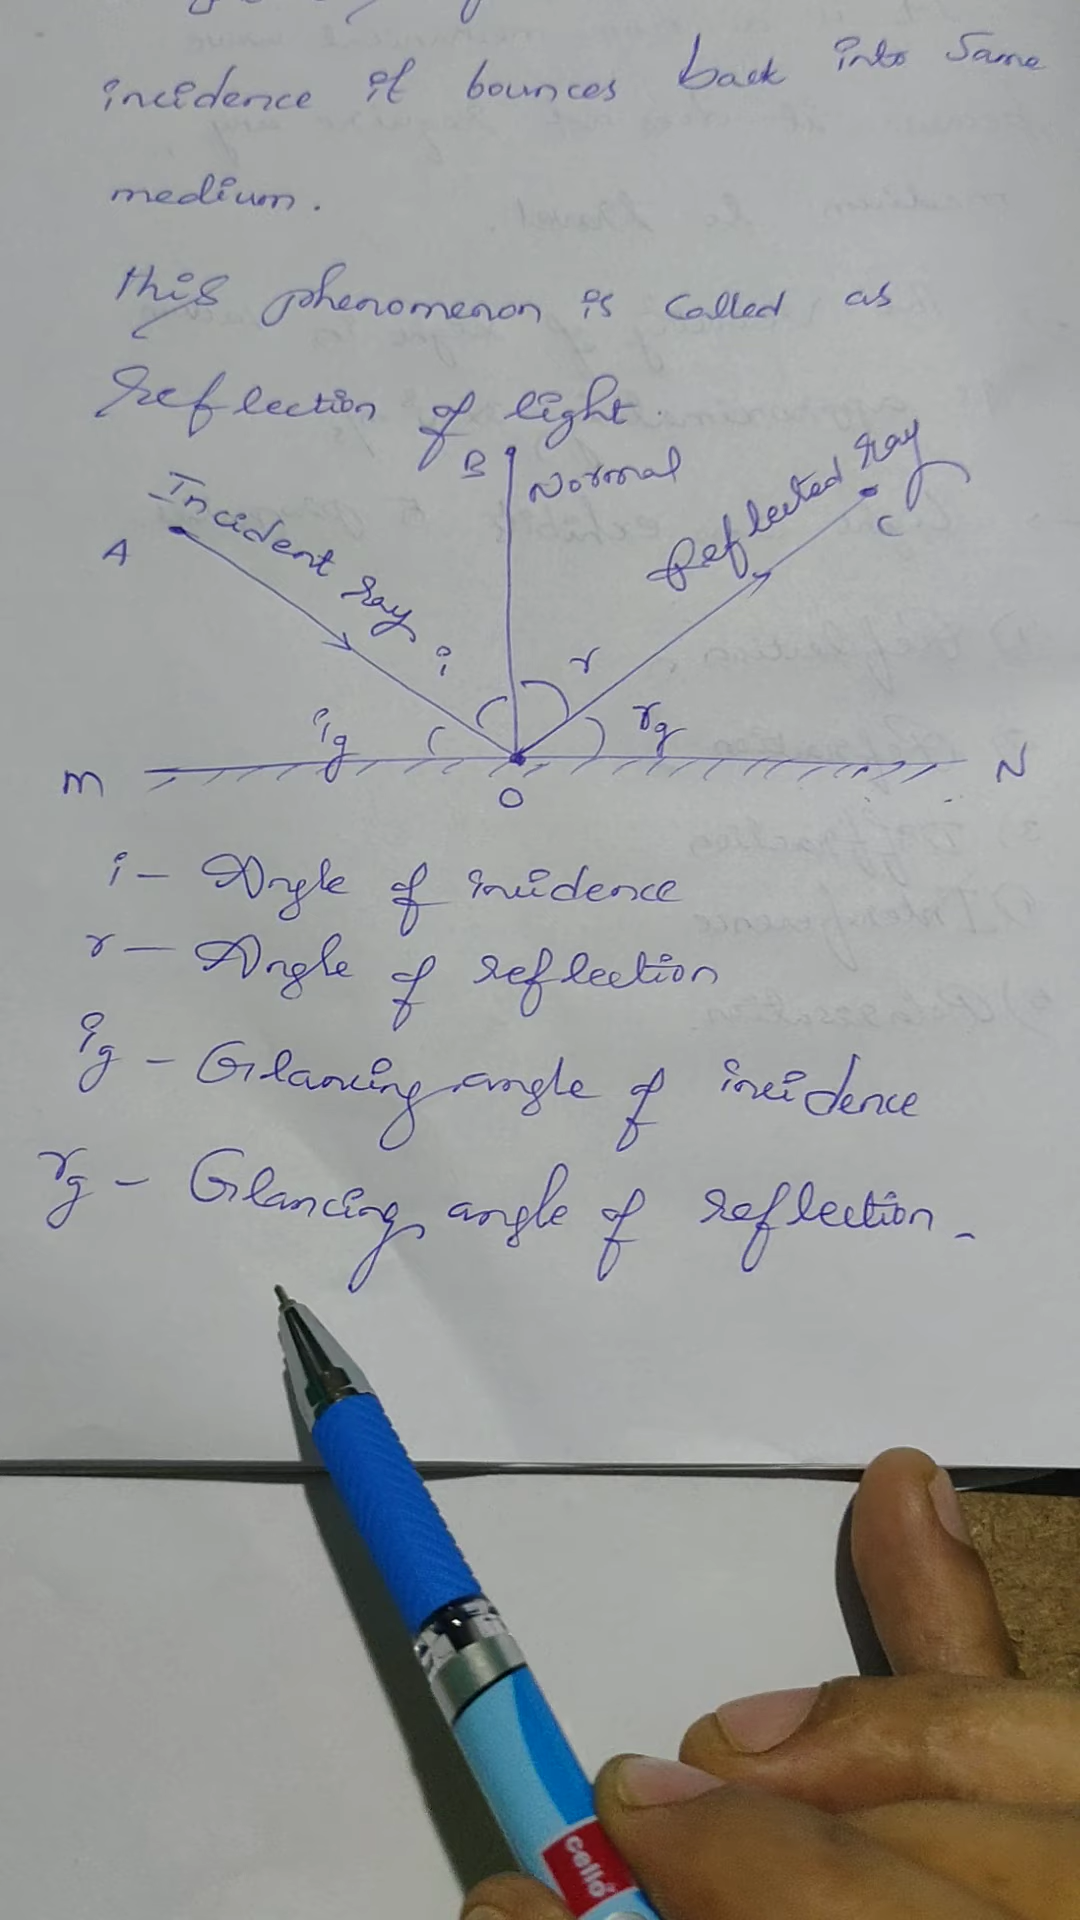 incidence it bounces back into same
medium.
This phenomenon is called as
reflection of light.
B
Normal
Incident ray
Reflected ray
A
C
i
r
ig
rg
M
N
O
i - Angle of incidence
r - Angle of reflection
ig - Glancing angle of incidence
rg - Glancing angle of reflection.
cello